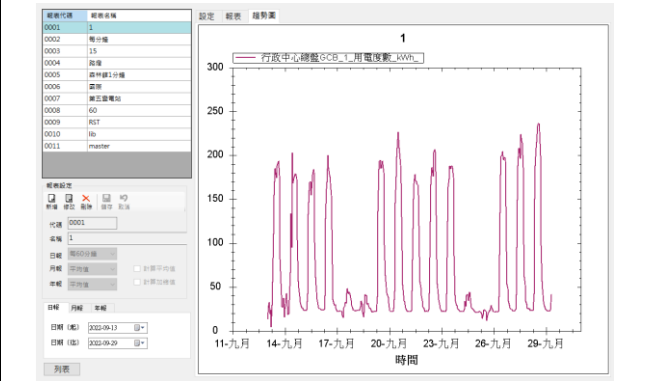 報表代碼 報表名稱
0001 1
0002 每分鐘
0003 15
0004 路燈
0005 森林館1分鐘
0006
0007 第五變電站
0008 60
0009 RST
0010 lib
0011 master
報表設定
新增 修改 刪除 儲存 取消
代碼 0001
名稱 1
日報 每60分鐘
月報 平均值 計算平均值
年報 平均值 計算加總值
日報 月報 年報
日期 (起) 2022-09-13
日期 (迄) 2022-09-29
列表
設定 報表 趨勢圖
1
行政中心總盤GCB_1_用電度數_kWh_
300
250
200
150
100
50
0
11-九月 14-九月 17-九月 20-九月 23-九月 26-九月 29-九月
時間